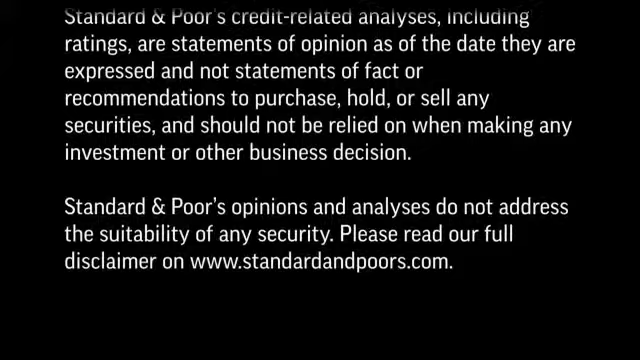 Standard & Poor's credit-related analyses, including
ratings, are statements of opinion as of the date they are
expressed and not statements of fact or
recommendations to purchase, hold, or sell any
securities, and should not be relied on when making any
investment or other business decision.
Standard & Poor's opinions and analyses do not address
the suitability of any security. Please read our full
disclaimer on www.standardandpoors.com.